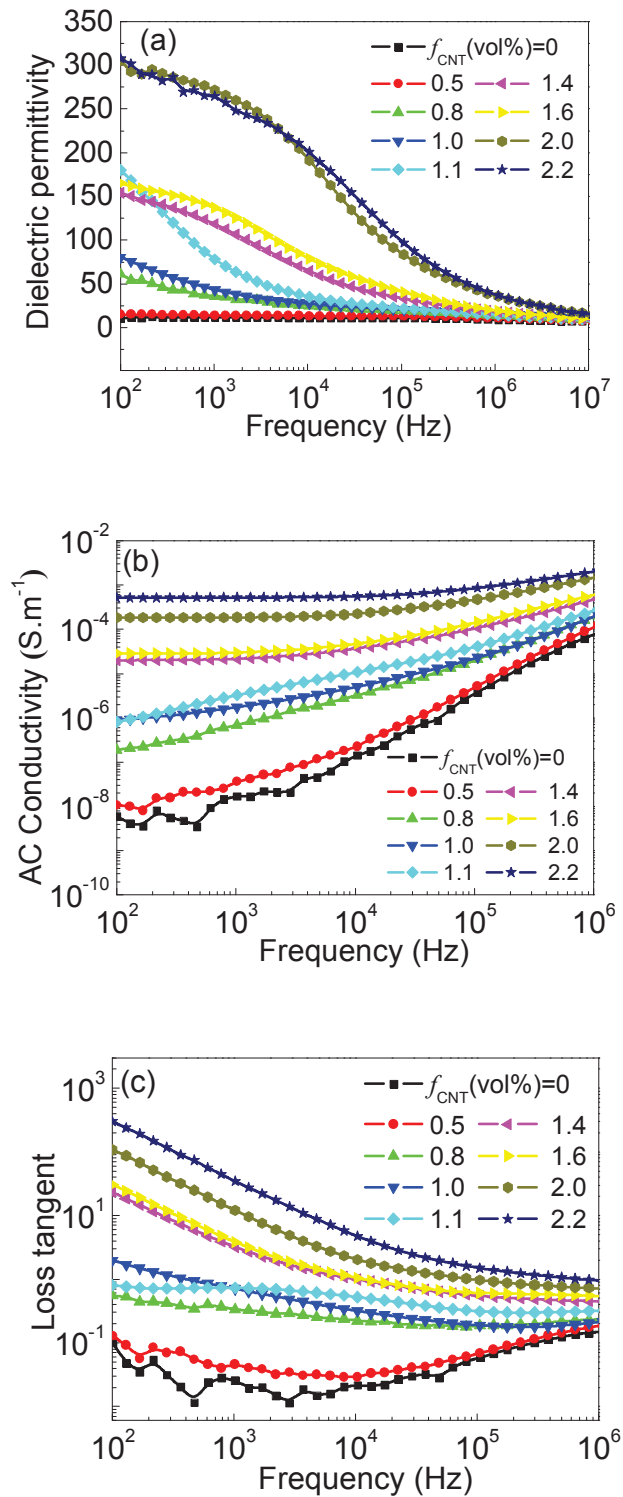 (a)
f_CNT(vol%)=0
0.5 1.4
0.8 1.6
1.0 2.0
1.1 2.2
350
300
250
200
150
100
50
0
Dielectric permittivity
10^2 10^3 10^4 10^5 10^6 10^7
Frequency (Hz)
(b)
10^-2
10^-4
10^-6
10^-8
10^-10
AC Conductivity (S.m^-1)
f_CNT(vol%)=0
0.5 1.4
0.8 1.6
1.0 2.0
1.1 2.2
10^2 10^3 10^4 10^5 10^6
Frequency (Hz)
(c)
f_CNT(vol%)=0
0.5 1.4
0.8 1.6
1.0 2.0
1.1 2.2
10^3
10^1
10^-1
Loss tangent
10^2 10^3 10^4 10^5 10^6
Frequency (Hz)